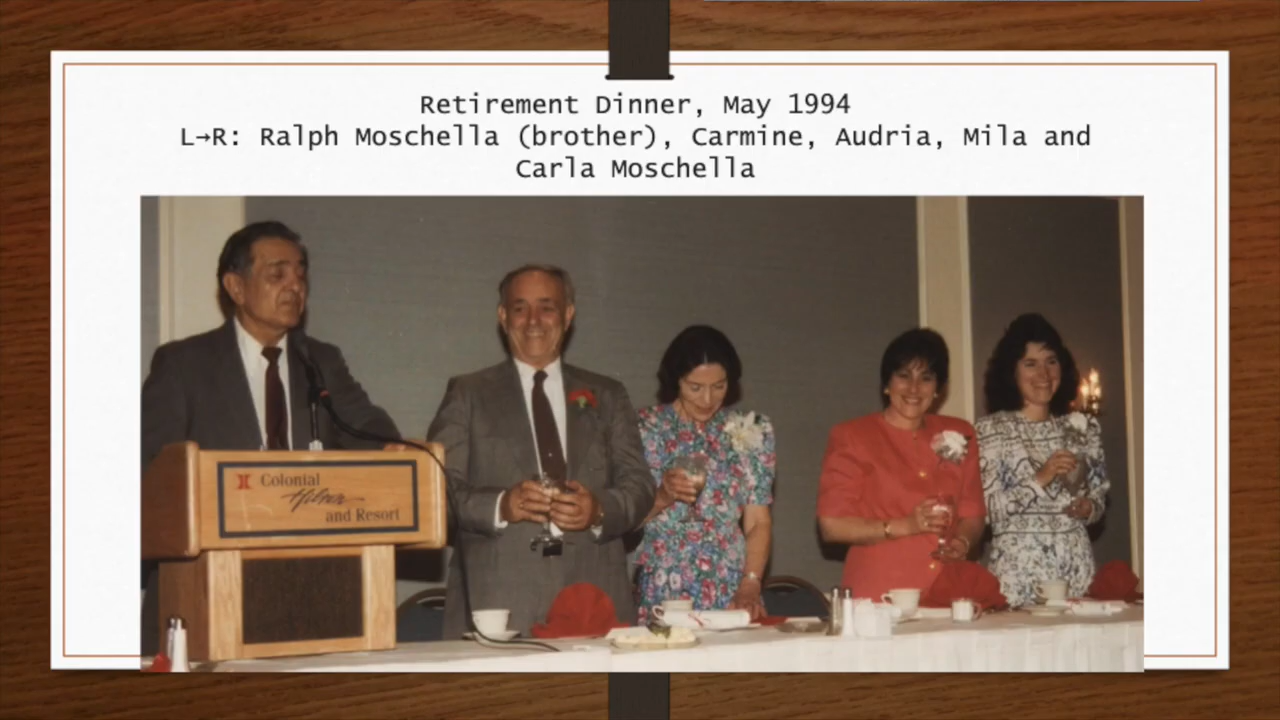 Retirement Dinner, May 1994
L→R: Ralph Moschella (brother), Carmine, Audria, Mila and
Carla Moschella
Colonial
Hilton
and Resort